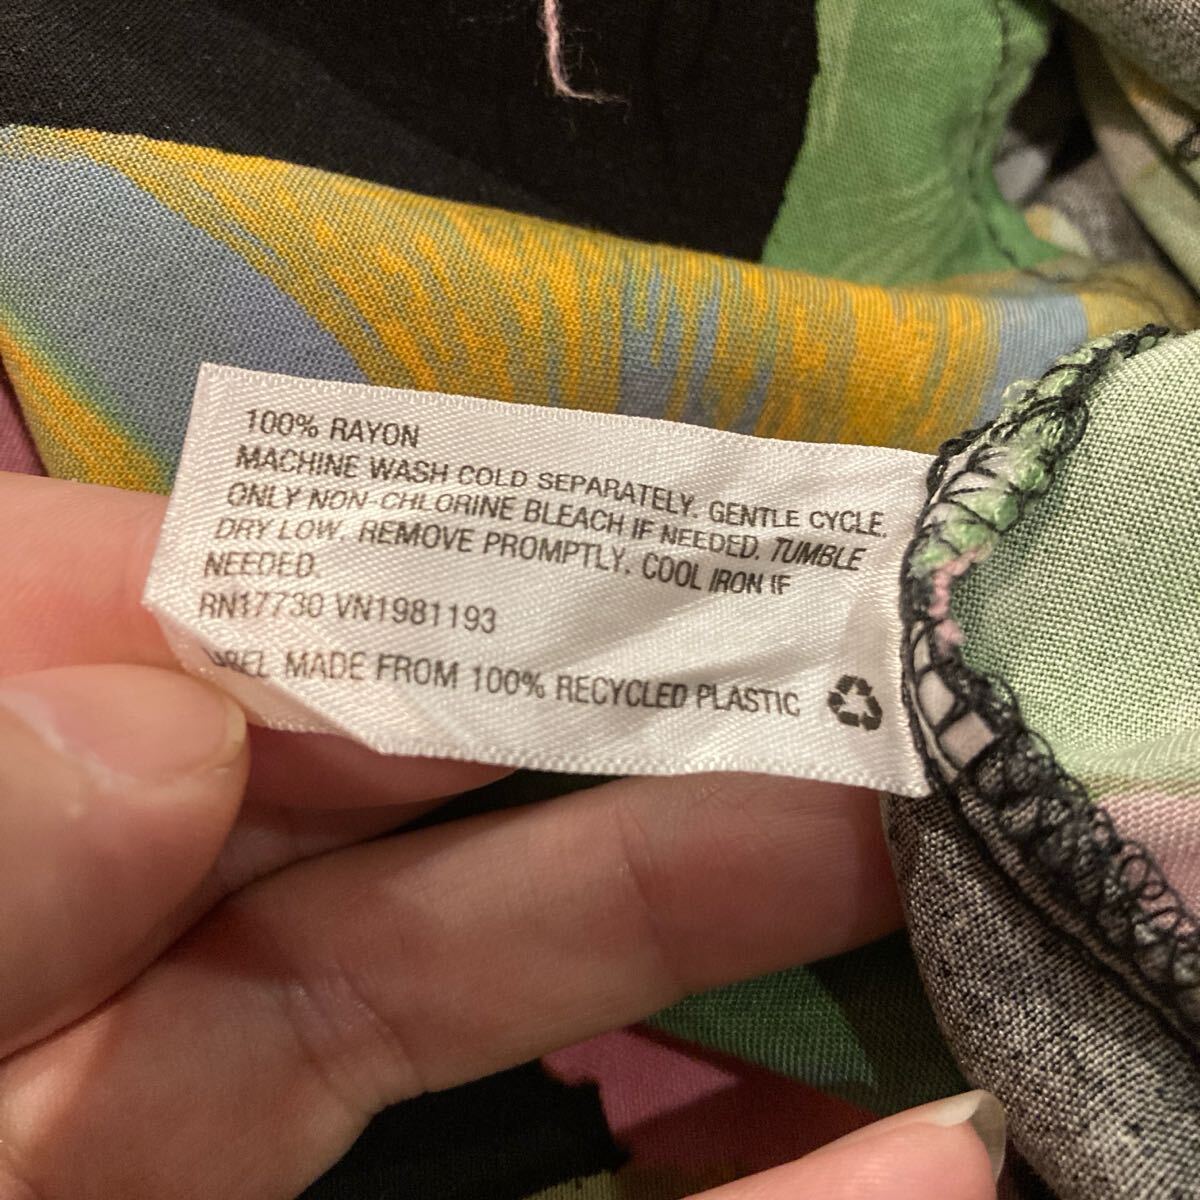 100% RAYON
MACHINE WASH COLD SEPARATELY. GENTLE CYCLE.
ONLY NON-CHLORINE BLEACH IF NEEDED. TUMBLE
DRY LOW. REMOVE PROMPTLY. COOL IRON IF
NEEDED.
RN17730 VN1981193
LABEL MADE FROM 100% RECYCLED PLASTIC